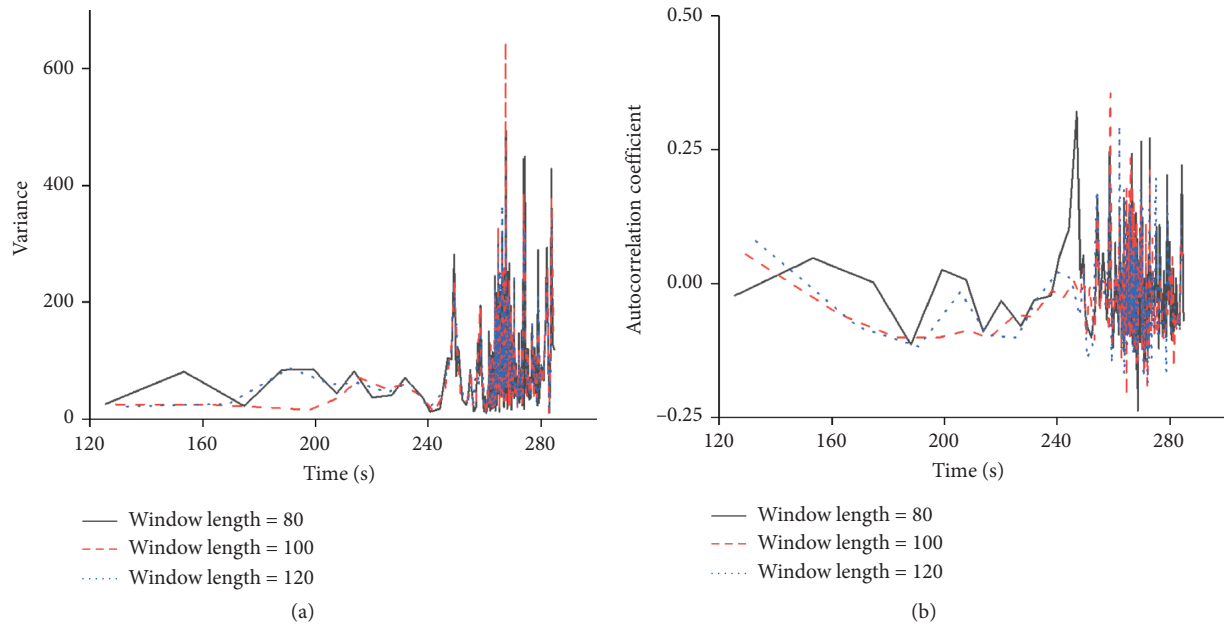 600
400
200
0
Variance
120
160
200
240
280
Time (s)
Window length = 80
Window length = 100
Window length = 120
(a)
0.50
0.25
0.00
–0.25
Autocorrelation coefficient
120
160
200
240
280
Time (s)
Window length = 80
Window length = 100
Window length = 120
(b)